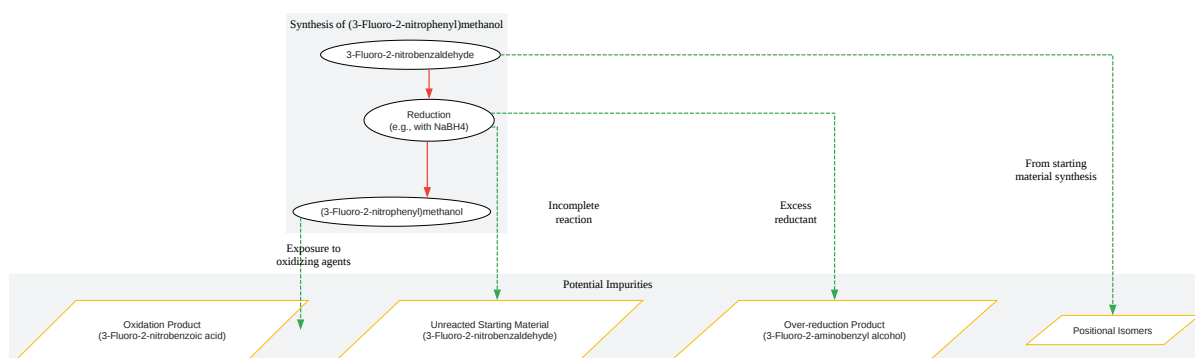 Synthesis of (3-Fluoro-2-nitrophenyl)methanol
3-Fluoro-2-nitrobenzaldehyde
Reduction
(e.g., with NaBH4)
(3-Fluoro-2-nitrophenyl)methanol
From starting
material synthesis
Incomplete
reaction
Excess
reductant
Exposure to
oxidizing agents
Potential Impurities
Oxidation Product
(3-Fluoro-2-nitrobenzoic acid)
Unreacted Starting Material
(3-Fluoro-2-nitrobenzaldehyde)
Over-reduction Product
(3-Fluoro-2-aminobenzyl alcohol)
Positional Isomers